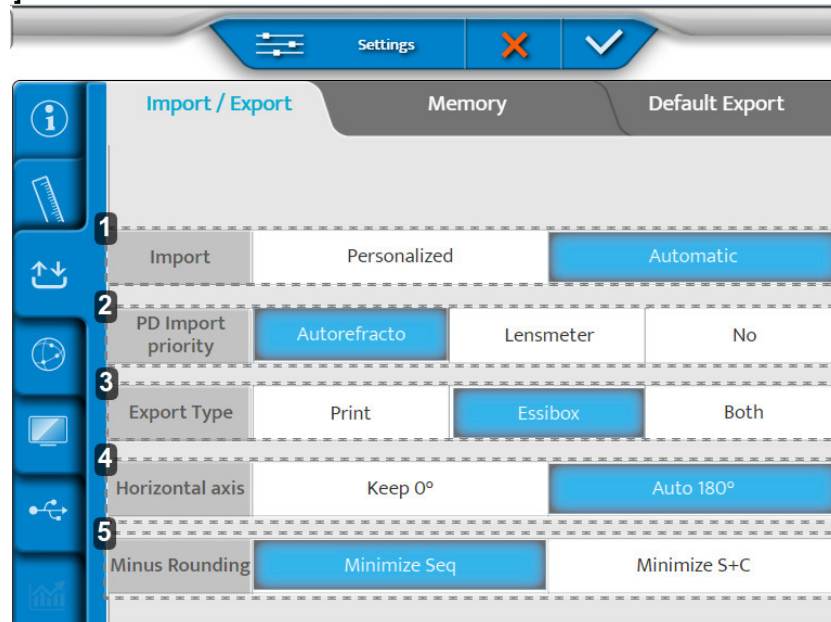 Settings
Import / Export Memory Default Export
1
Import Personalized Automatic
2
PD Import
priority Autorefracto Lensmeter No
3
Export Type Print Essibox Both
4
Horizontal axis Keep 0° Auto 180°
5
Minus Rounding Minimize Seq Minimize S+C